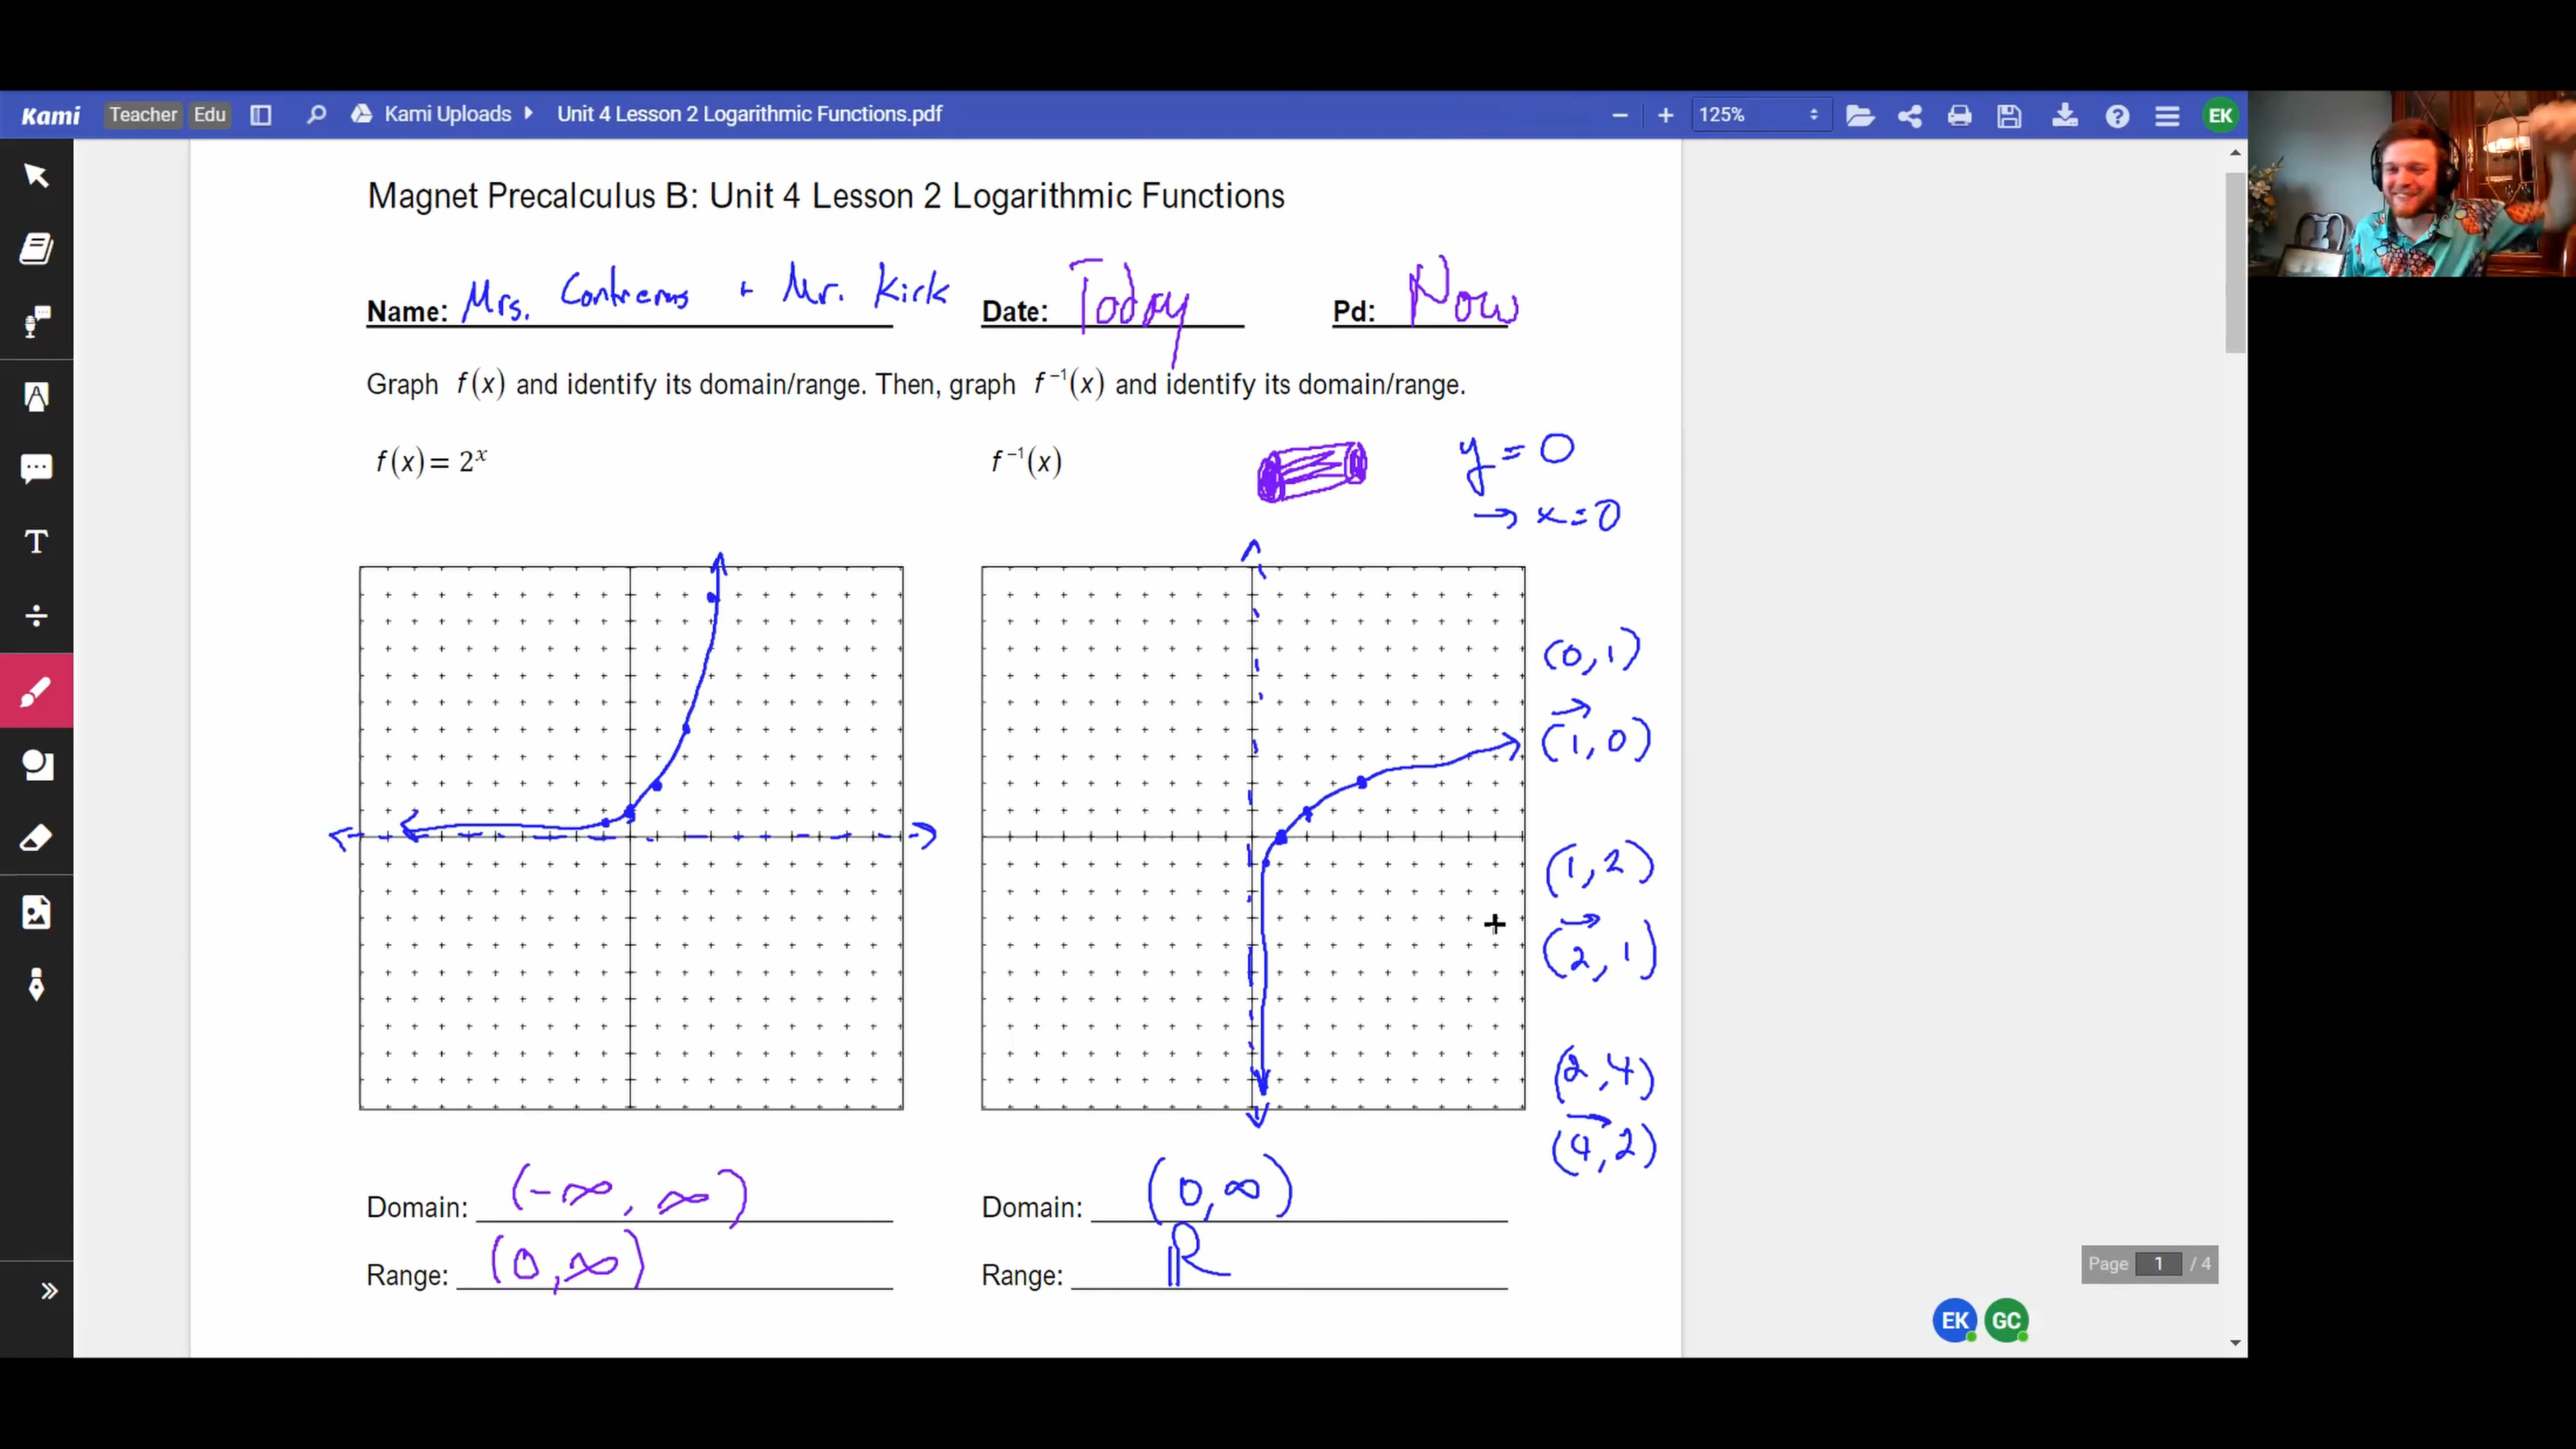 Kami Teacher Edu Kami Uploads Unit 4 Lesson 2 Logarithmic Functions.pdf 125% EK
Magnet Precalculus B: Unit 4 Lesson 2 Logarithmic Functions
Name: Mrs. Contreras + Mr. Kirk Date: Today Pd: Now
Graph f(x) and identify its domain/range. Then, graph f⁻¹(x) and identify its domain/range.
f(x) = 2ˣ f⁻¹(x) y = 0
→ x = 0
(0, 1)
→
(1, 0)
(1, 2)
→
(2, 1)
(2, 4)
→
(4, 2)
Domain: (-∞, ∞) Domain: (0, ∞)
Range: (0, ∞) Range: ℝ
Page 1 / 4
EK GC